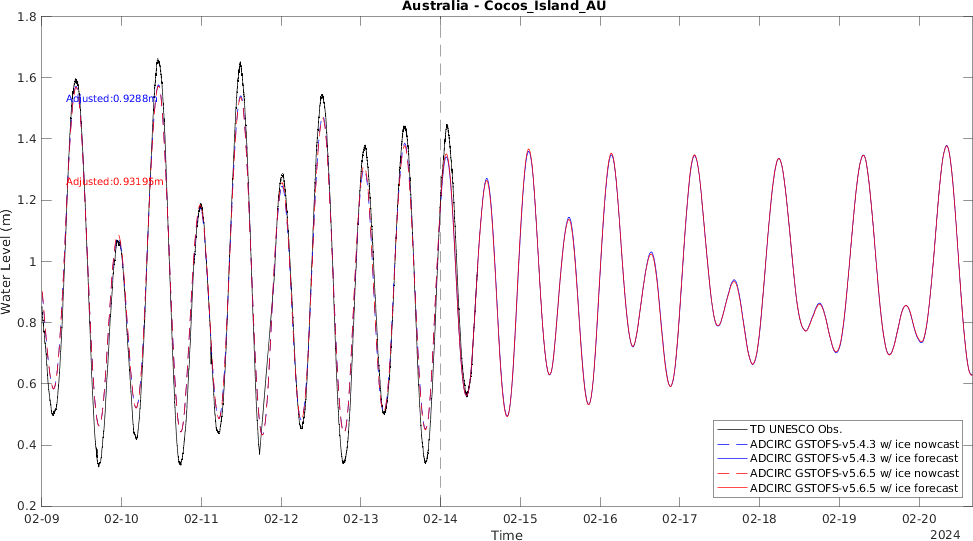 Australia - Cocos_Island_AU
1.8
1.6
1.4
1.2
1
0.8
0.6
0.4
0.2
Water Level (m)
Adjusted:0.9288m
Adjusted:0.93195m
TD UNESCO Obs.
ADCIRC GSTOFS-v5.4.3 w/ ice nowcast
ADCIRC GSTOFS-v5.4.3 w/ ice forecast
ADCIRC GSTOFS-v5.6.5 w/ ice nowcast
ADCIRC GSTOFS-v5.6.5 w/ ice forecast
02-09 02-10 02-11 02-12 02-13 02-14 02-15 02-16 02-17 02-18 02-19 02-20
Time
2024